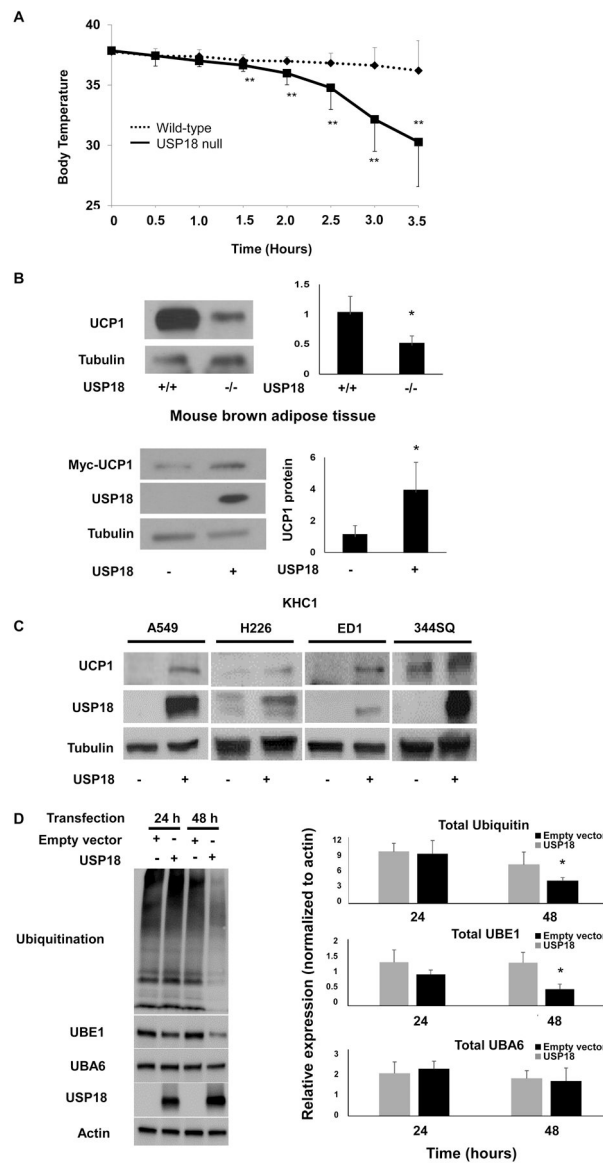 A
40
35
30
25
Body Temperature
Wild-type
USP18 null
**
**
**
**
**
0 0.5 1.0 1.5 2.0 2.5 3.0 3.5
Time (Hours)
B
UCP1
Tubulin
USP18 +/+ -/-
1.5
1
0.5
0
*
USP18 +/+ -/-
Mouse brown adipose tissue
Myc-UCP1
USP18
Tubulin
USP18 - +
UCP1 protein
6
4
2
0
*
USP18 - +
KHC1
C
A549 H226 ED1 344SQ
UCP1
USP18
Tubulin
USP18 - + - + - + - +
D
Transfection 24 h 48 h
Empty vector + - + -
USP18 - + - +
Ubiquitination
UBE1
UBA6
USP18
Actin
Relative expression (normalized to actin)
Total Ubiquitin
Empty vector
USP18
15
12
9
6
3
0
*
24 48
Total UBE1
Empty vector
USP18
2
1.5
1
0.5
0
*
24 48
Total UBA6
Empty vector
USP18
3
2
1
0
24 48
Time (hours)